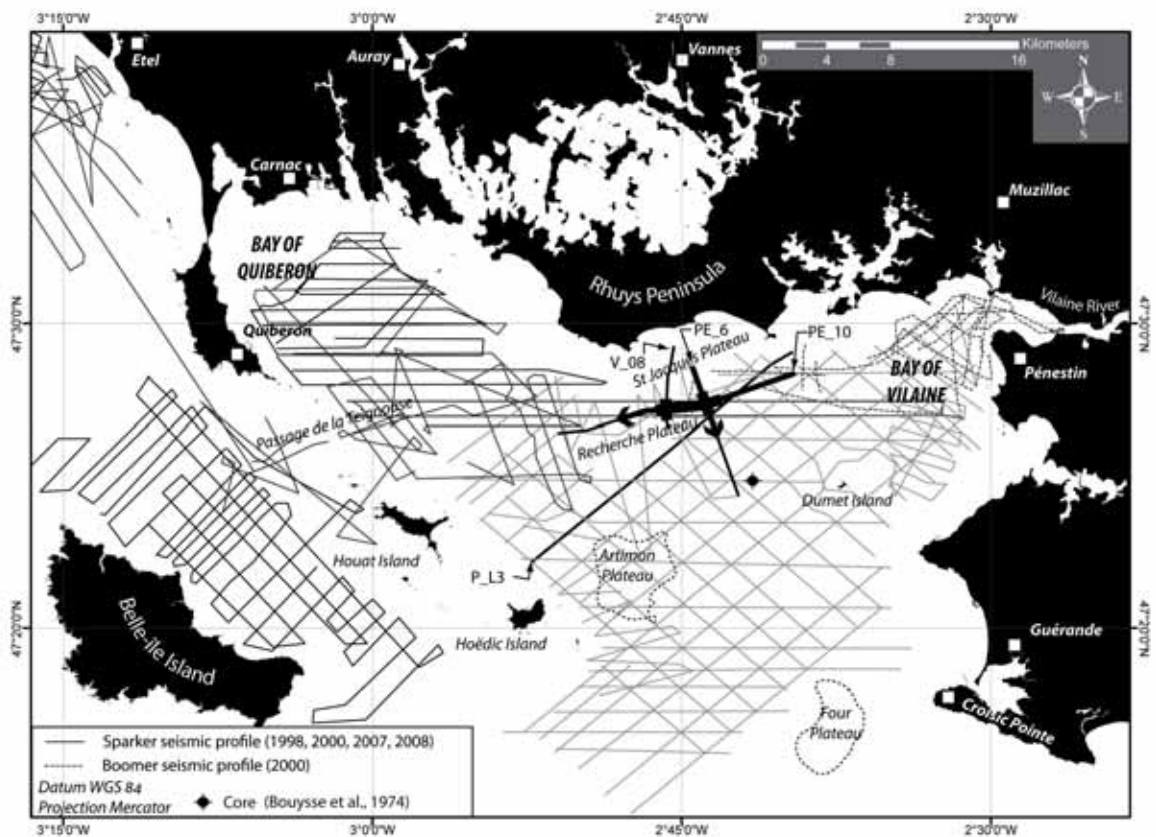 3°15'0"W
3°0'0"W
2°45'0"W
2°30'0"W
Etel
Auray
Vannes
Kilometers
0 4 8 16
N
W E
S
Carnac
Muzillac
BAY OF
QUIBERON
Rhuys Peninsula
Vilaine River
47°30'0"N
47°30'0"N
Quiberon
PE_6
PE_10
V_08
St Jacques Plateau
BAY OF
VILAINE
Pénestin
Passage de la Teignouse
Recherche Plateau
Dumet Island
Houat Island
Artimon
Plateau
P_L3
Belle-ile Island
Hoëdic Island
47°20'0"N
47°20'0"N
Guérande
Four
Plateau
Croisic Pointe
Sparker seismic profile (1998, 2000, 2007, 2008)
Boomer seismic profile (2000)
Datum WGS 84
Projection Mercator
Core (Bouysse et al., 1974)
3°15'0"W
3°0'0"W
2°45'0"W
2°30'0"W